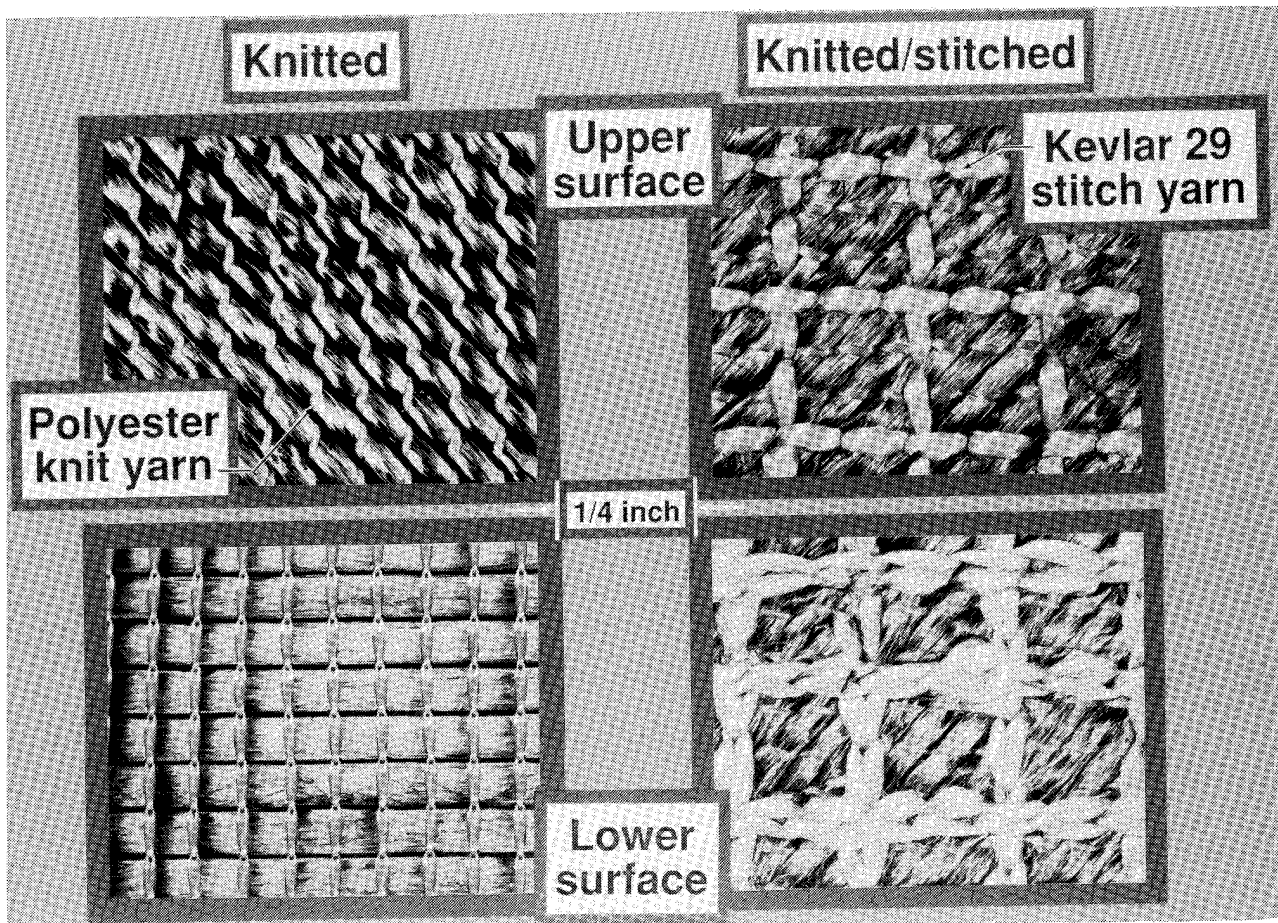 Knitted
Knitted/stitched
Upper
surface
Kevlar 29
stitch yarn
Polyester
knit yarn
1/4 inch
Lower
surface